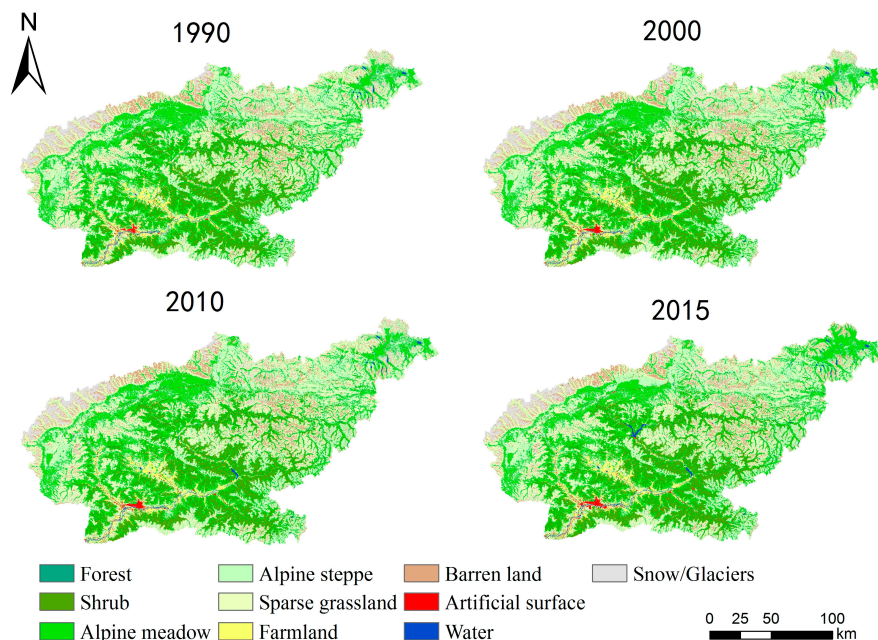 N
1990
2000
2010
2015
Forest
Alpine steppe
Barren land
Snow/Glaciers
Shrub
Sparse grassland
Artificial surface
Alpine meadow
Farmland
Water
0 25 50 100
km